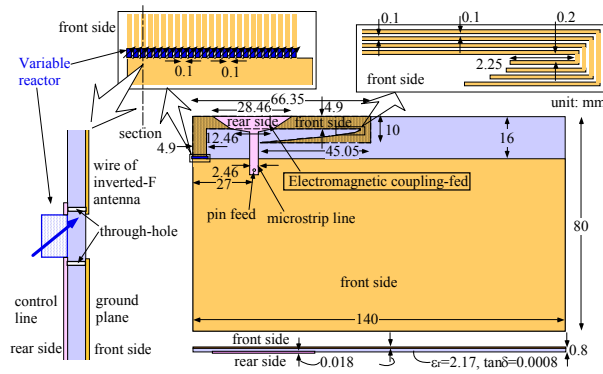 front side
Variable reactor
0.1
0.1
section
0.1
0.1
0.2
2.25
front side
unit: mm
66.35
28.46
4.9
rear side
front side
12.46
4.9
10
16
45.05
2.46
27
Electromagnetic coupling-fed
pin feed
microstrip line
80
wire of inverted-F antenna
through-hole
control line
ground plane
rear side
front side
front side
140
front side
rear side
0.018
0.8
εr=2.17, tanδ=0.0008